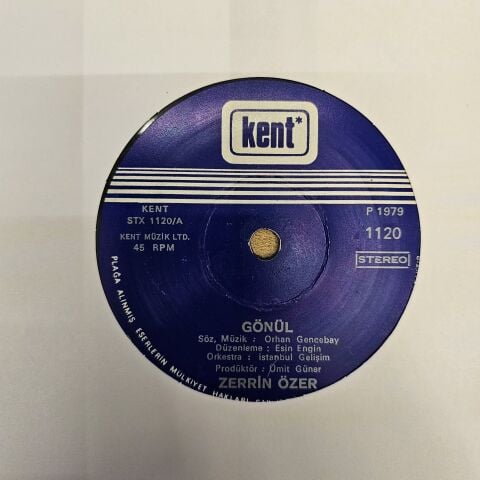 kent*
KENT
STX 1120/A
KENT MÜZİK LTD.
45 RPM
P 1979
1120
STEREO
GÖNÜL
Söz, Müzik : Orhan Gencebay
Düzenleme : Esin Engin
Orkestra : İstanbul Gelişim
Prodüktör : Ümit Güner
ZERRİN ÖZER
PLAĞA ALINMIŞ ESERLERİN MÜLKİYET HAKLARI